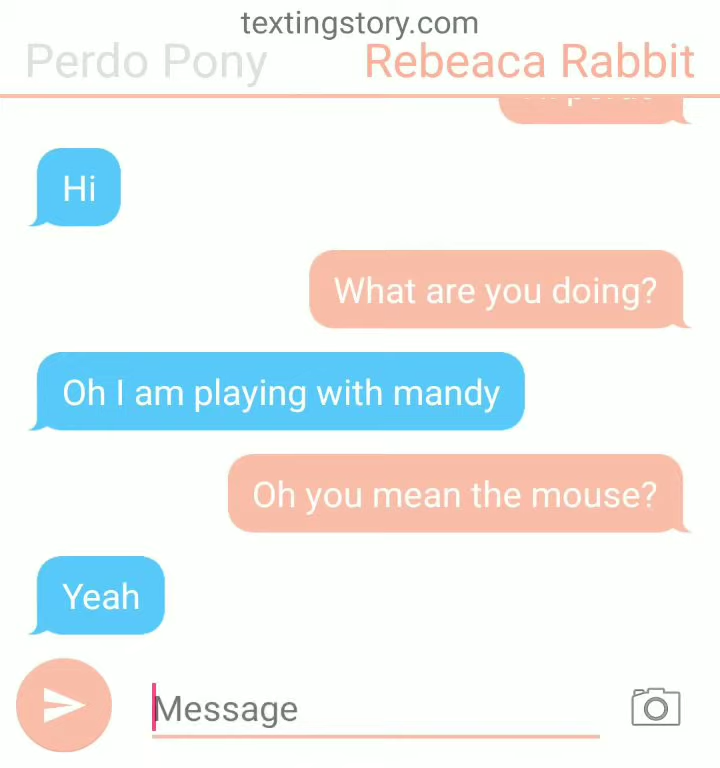 textingstory.com
Perdo Pony Rebeaca Rabbit
Hi
What are you doing?
Oh I am playing with mandy
Oh you mean the mouse?
Yeah
Message